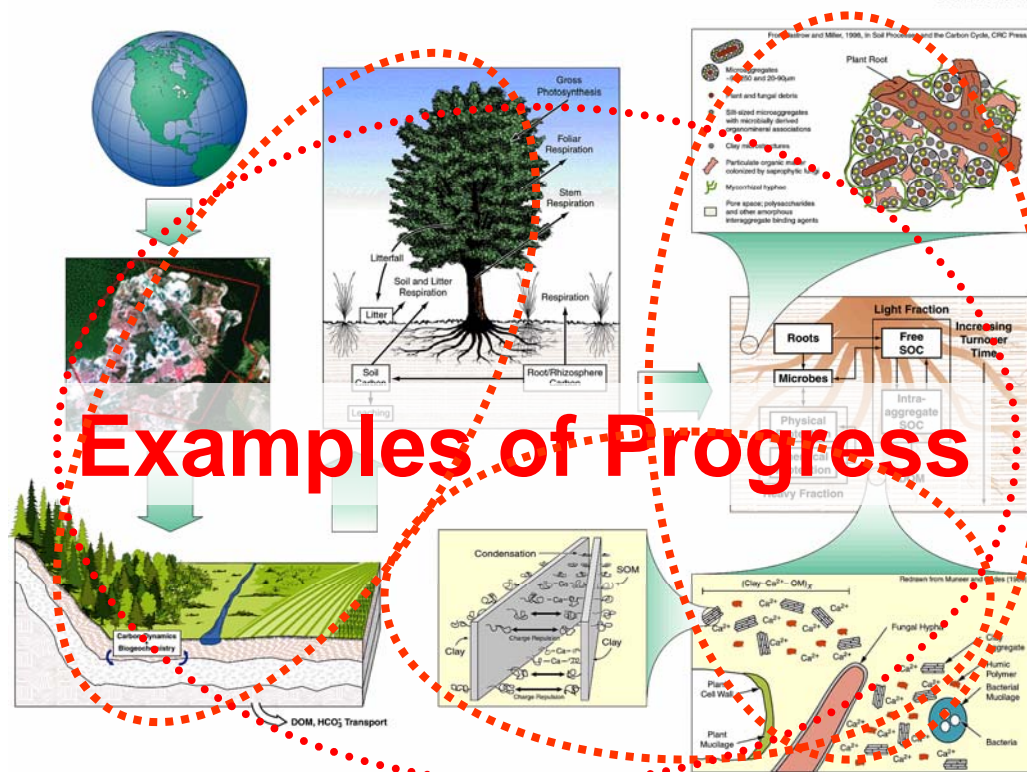 From Jastrow and Miller, 1998, in Soil Processes and the Carbon Cycle, CRC Press
Plant Root
Microaggregates
and 20-90µm
Plant and fungal debris
Silt-sized microaggregates
with microbially derived
organomineral associations
Clay microstructures
Particulate organic matter
colonized by saprophytic fungi
Mycorrhizal hyphae
Pore space; polysaccharides
and other amorphous
interaggregate binding agents
Gross
Photosynthesis
Foliar
Respiration
Stem
Respiration
Litterfall
Soil and Litter
Respiration
Respiration
Litter
Soil
Carbon
Root/Rhizosphere
Carbon
Leaching
Light Fraction
Roots
Free
SOC
Increasing
Turnover
Time
Microbes
Intra-
aggregate
SOC
Physical
Heavy Fraction
Examples of Progress
Carbon Dynamics
Biogeochemistry
DOM, HCO₃⁻ Transport
Condensation
SOM
Clay
Clay
Charge Repulsion
Charge Repulsion
Redrawn from Muneer and Oades
(Clay-Ca²⁺- OM)x
Ca²⁺
Fungal Hypha
Clay
Aggregate
Humic
Polymer
Bacterial
Mucilage
Bacteria
Plant
Cell Wall
Plant
Mucilage